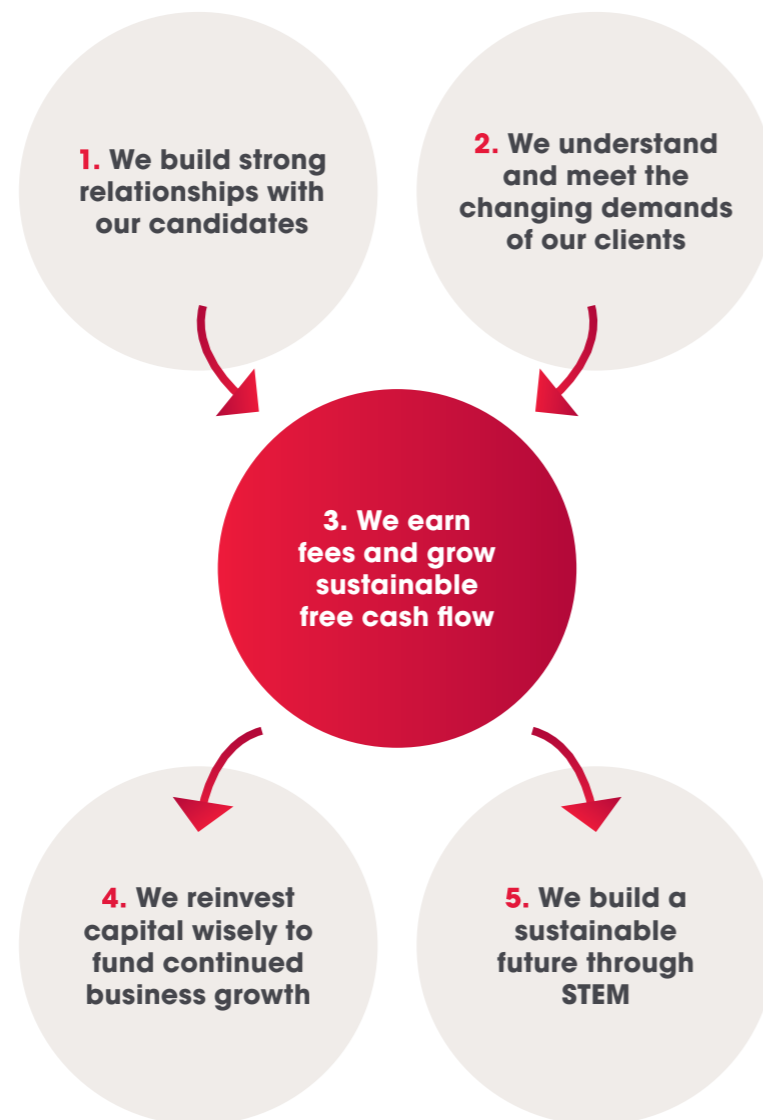 1. We build strong
relationships with
our candidates
2. We understand
and meet the
changing demands
of our clients
3. We earn
fees and grow
sustainable
free cash flow
4. We reinvest
capital wisely to
fund continued
business growth
5. We build a
sustainable
future through
STEM